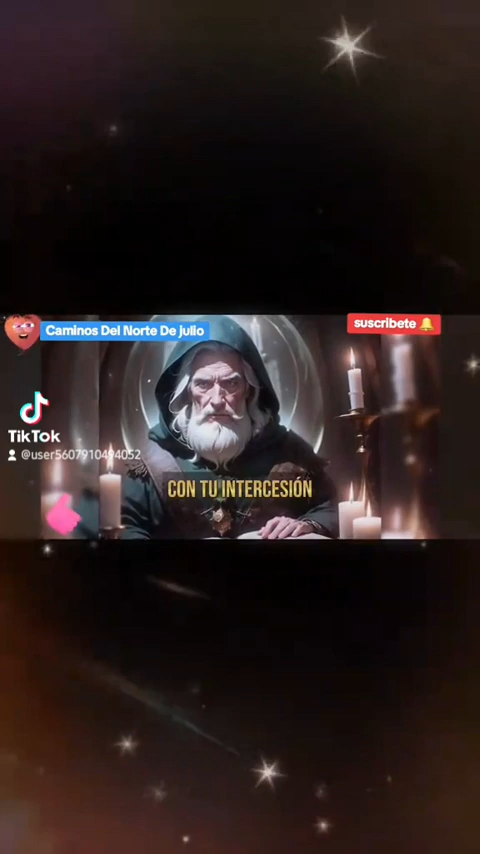 Caminos Del Norte De julio
suscribete 🔔
TikTok
@user5607910494052
CON TU INTERCESIÓN